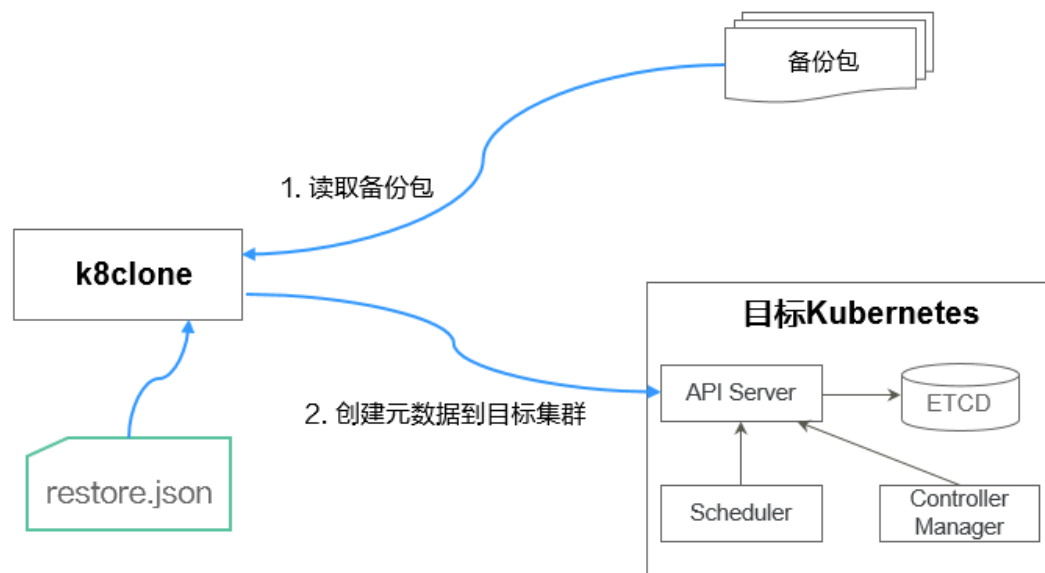 备份包
1. 读取备份包
k8clone
目标Kubernetes
API Server
ETCD
2. 创建元数据到目标集群
restore.json
Scheduler
Controller
Manager